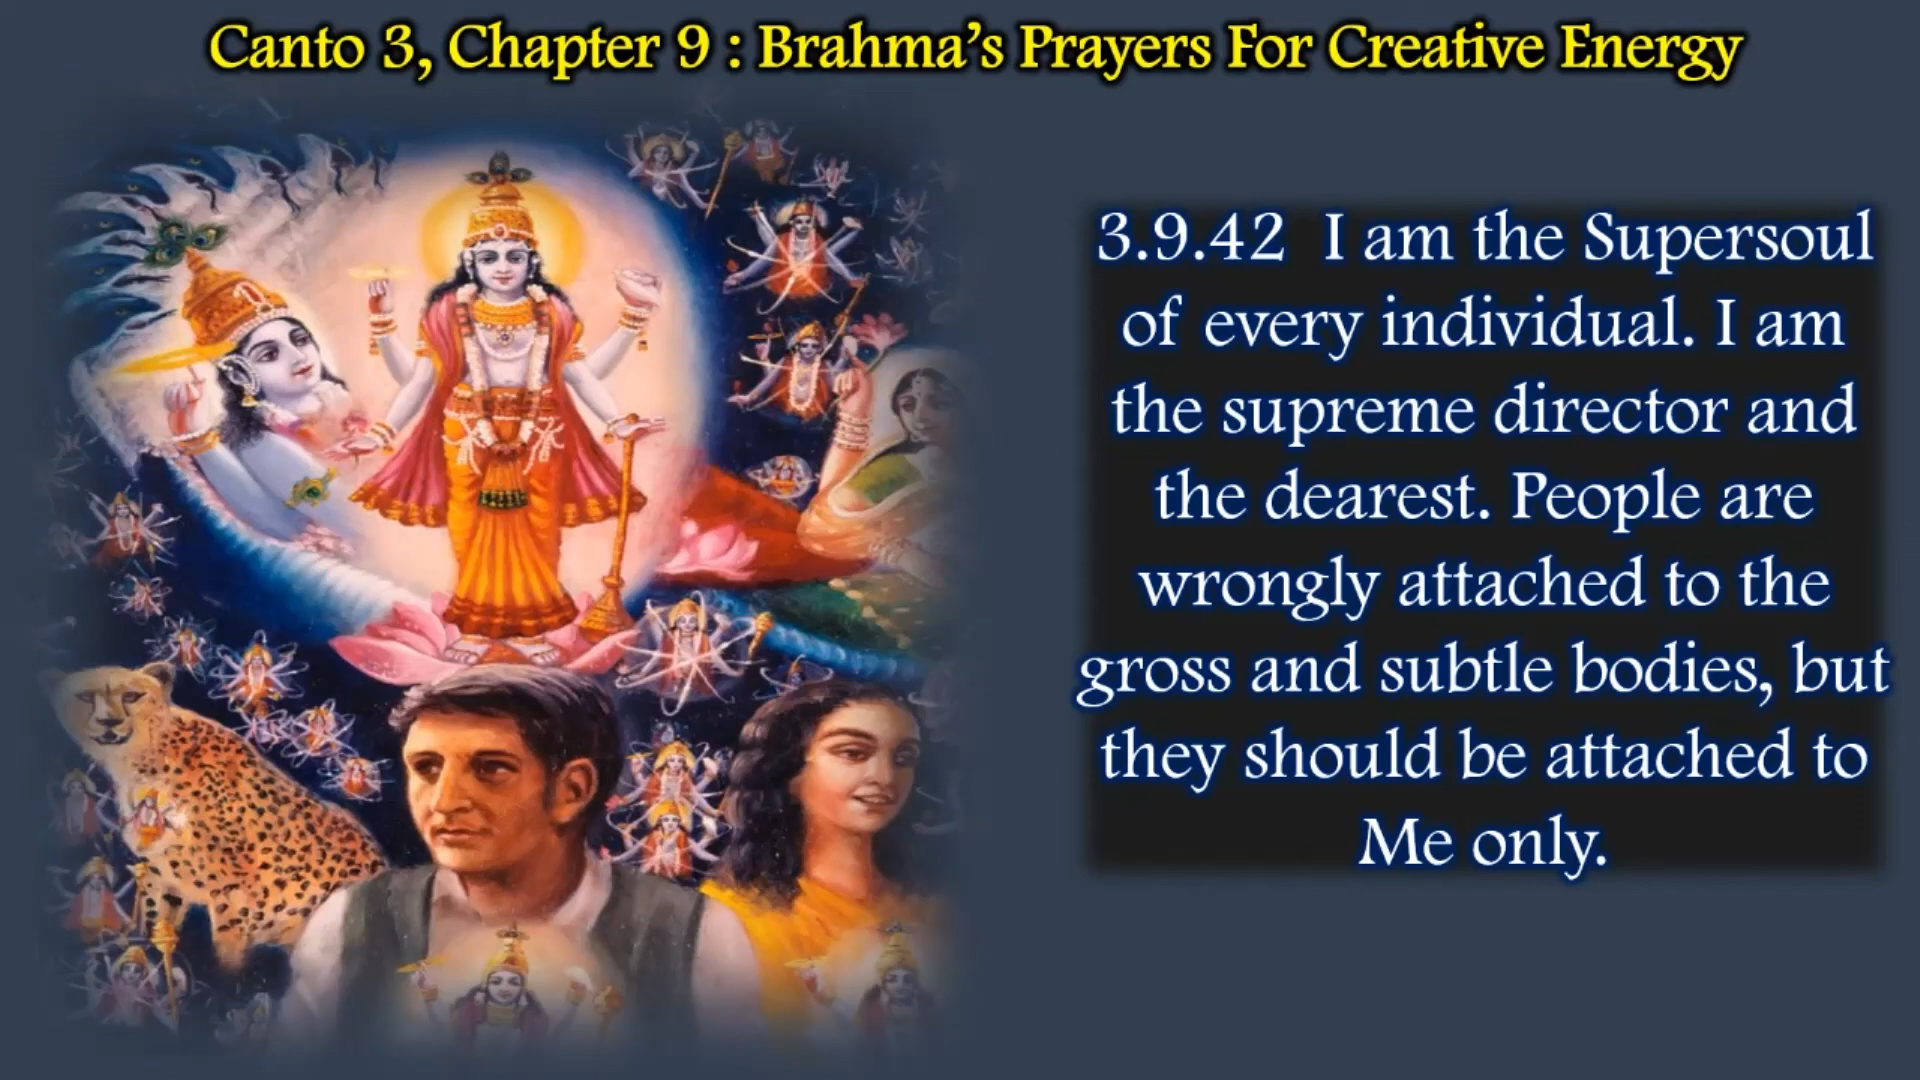 Canto 3, Chapter 9 : Brahma’s Prayers For Creative Energy
3.9.42  I am the Supersoul
of every individual. I am
the supreme director and
the dearest. People are
wrongly attached to the
gross and subtle bodies, but
they should be attached to
Me only.